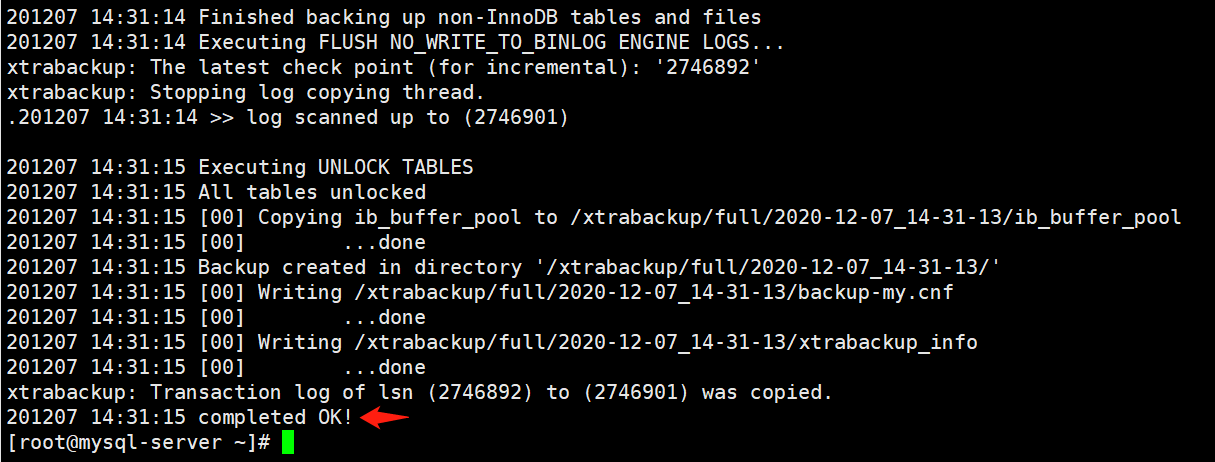 201207 14:31:14 Finished backing up non-InnoDB tables and files
201207 14:31:14 Executing FLUSH NO_WRITE_TO_BINLOG ENGINE LOGS...
xtrabackup: The latest check point (for incremental): '2746892'
xtrabackup: Stopping log copying thread.
.201207 14:31:14 >> log scanned up to (2746901)

201207 14:31:15 Executing UNLOCK TABLES
201207 14:31:15 All tables unlocked
201207 14:31:15 [00] Copying ib_buffer_pool to /xtrabackup/full/2020-12-07_14-31-13/ib_buffer_pool
201207 14:31:15 [00]        ...done
201207 14:31:15 Backup created in directory '/xtrabackup/full/2020-12-07_14-31-13/'
201207 14:31:15 [00] Writing /xtrabackup/full/2020-12-07_14-31-13/backup-my.cnf
201207 14:31:15 [00]        ...done
201207 14:31:15 [00] Writing /xtrabackup/full/2020-12-07_14-31-13/xtrabackup_info
201207 14:31:15 [00]        ...done
xtrabackup: Transaction log of lsn (2746892) to (2746901) was copied.
201207 14:31:15 completed OK!
[root@mysql-server ~]#